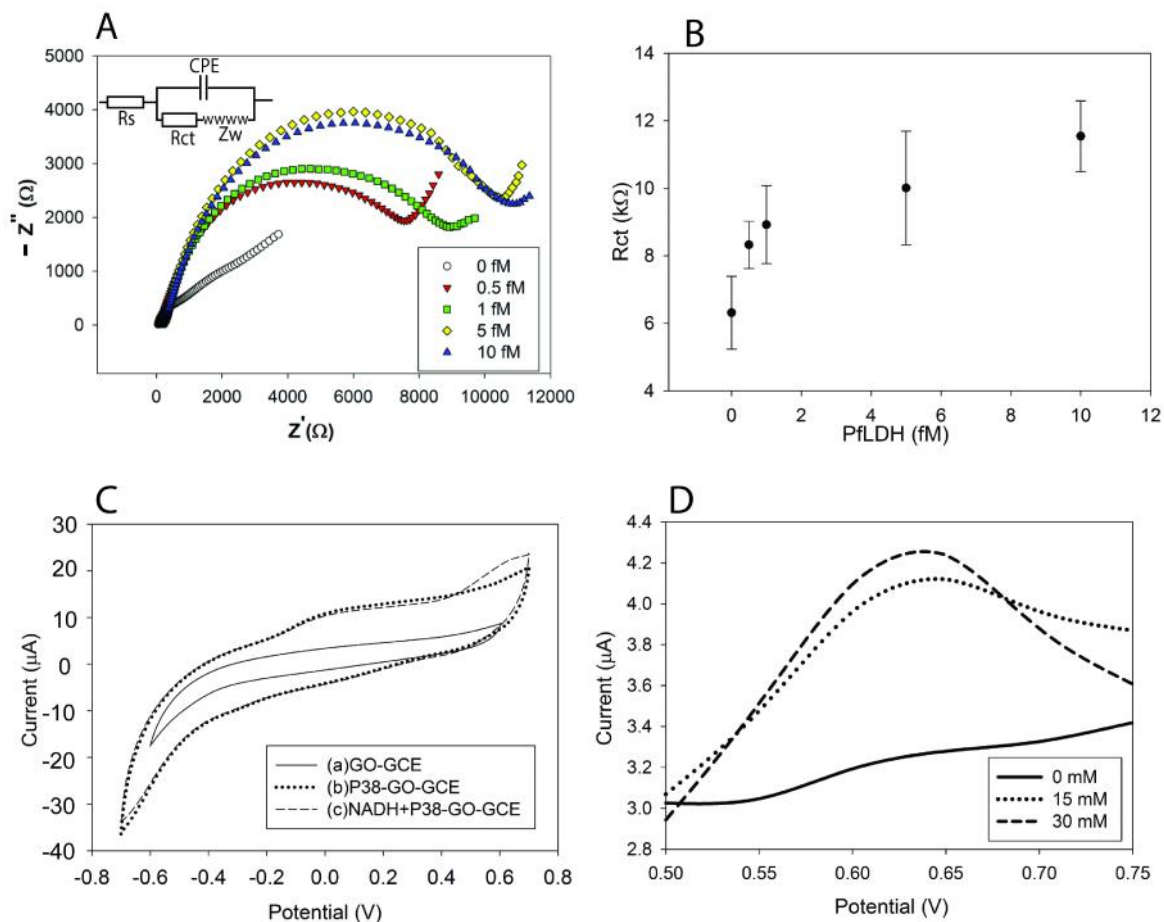 A
5000
4000
3000
2000
1000
0
− Z'' (Ω)
CPE
Rs
Rct
Zw
0 fM
0.5 fM
1 fM
5 fM
10 fM
0 2000 4000 6000 8000 10000 12000
Z'(Ω)
B
14
12
10
8
6
4
Rct (kΩ)
0 2 4 6 8 10 12
PfLDH (fM)
C
30
20
10
0
-10
-20
-30
-40
Current (μA)
(a)GO-GCE
(b)P38-GO-GCE
(c)NADH+P38-GO-GCE
-0.8 -0.6 -0.4 -0.2 0.0 0.2 0.4 0.6 0.8
Potential (V)
D
4.4
4.2
4.0
3.8
3.6
3.4
3.2
3.0
2.8
Current (μA)
0 mM
15 mM
30 mM
0.50 0.55 0.60 0.65 0.70 0.75
Potential (V)